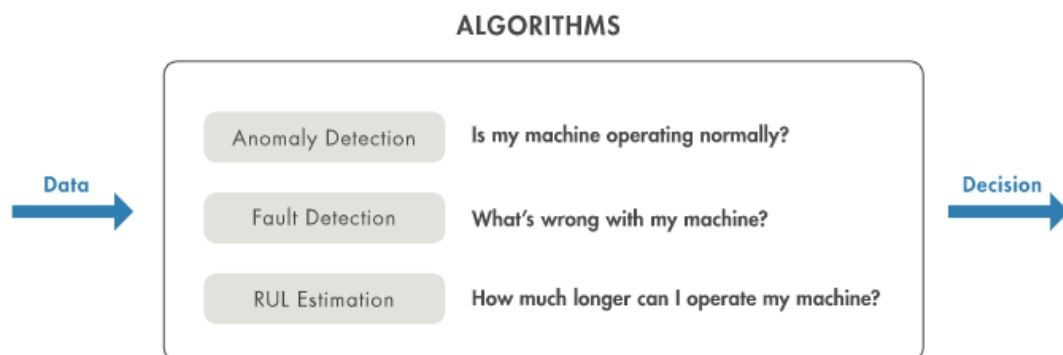 ALGORITHMS
Anomaly Detection
Is my machine operating normally?
Data
Decision
Fault Detection
What's wrong with my machine?
RUL Estimation
How much longer can I operate my machine?